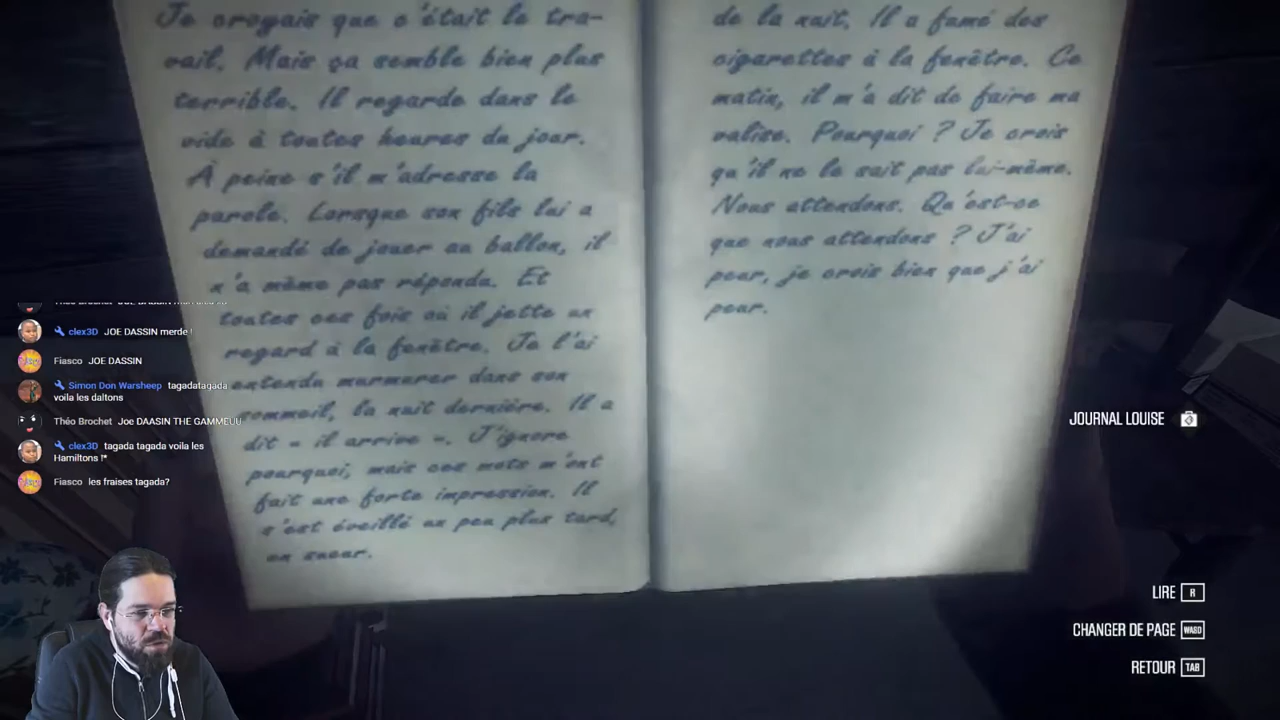 Je croyais que c'était le tra-
vail. Mais ça semble bien plus
terrible. Il regarde dans le
vide à toutes heures du jour.
À peine s'il m'adresse la
parole. Lorsque son fils lui a
demandé de jouer au ballon, il
n'a même pas répondu. Et
toutes ces fois où il jette un
regard à la fenêtre. Je l'ai
entendu murmurer dans son
sommeil, la nuit dernière. Il a
dit « il arrive ». J'ignore
pourquoi, mais ces mots m'ont
fait une forte impression. Il
s'est éveillé un peu plus tard,
en sueur.
de la nuit. Il a fumé des
cigarettes à la fenêtre. Ce
matin, il m'a dit de faire ma
valise. Pourquoi ? Je crois
qu'il ne le sait pas lui-même.
Nous attendons. Qu'est-ce
que nous attendons ? J'ai
peur, je crois bien que j'ai
peur.
Théo Brochet JOE DASSIN
clex3D JOE DASSIN merde !
Fiasco JOE DASSIN
Simon Don Warsheep tagadatagada
voila les daltons
Théo Brochet Joe DAASIN THE GAMMEUU
clex3D tagada tagada voila les
Hamiltons !*
Fiasco les fraises tagada?
JOURNAL LOUISE
LIRE R
CHANGER DE PAGE WASD
RETOUR TAB